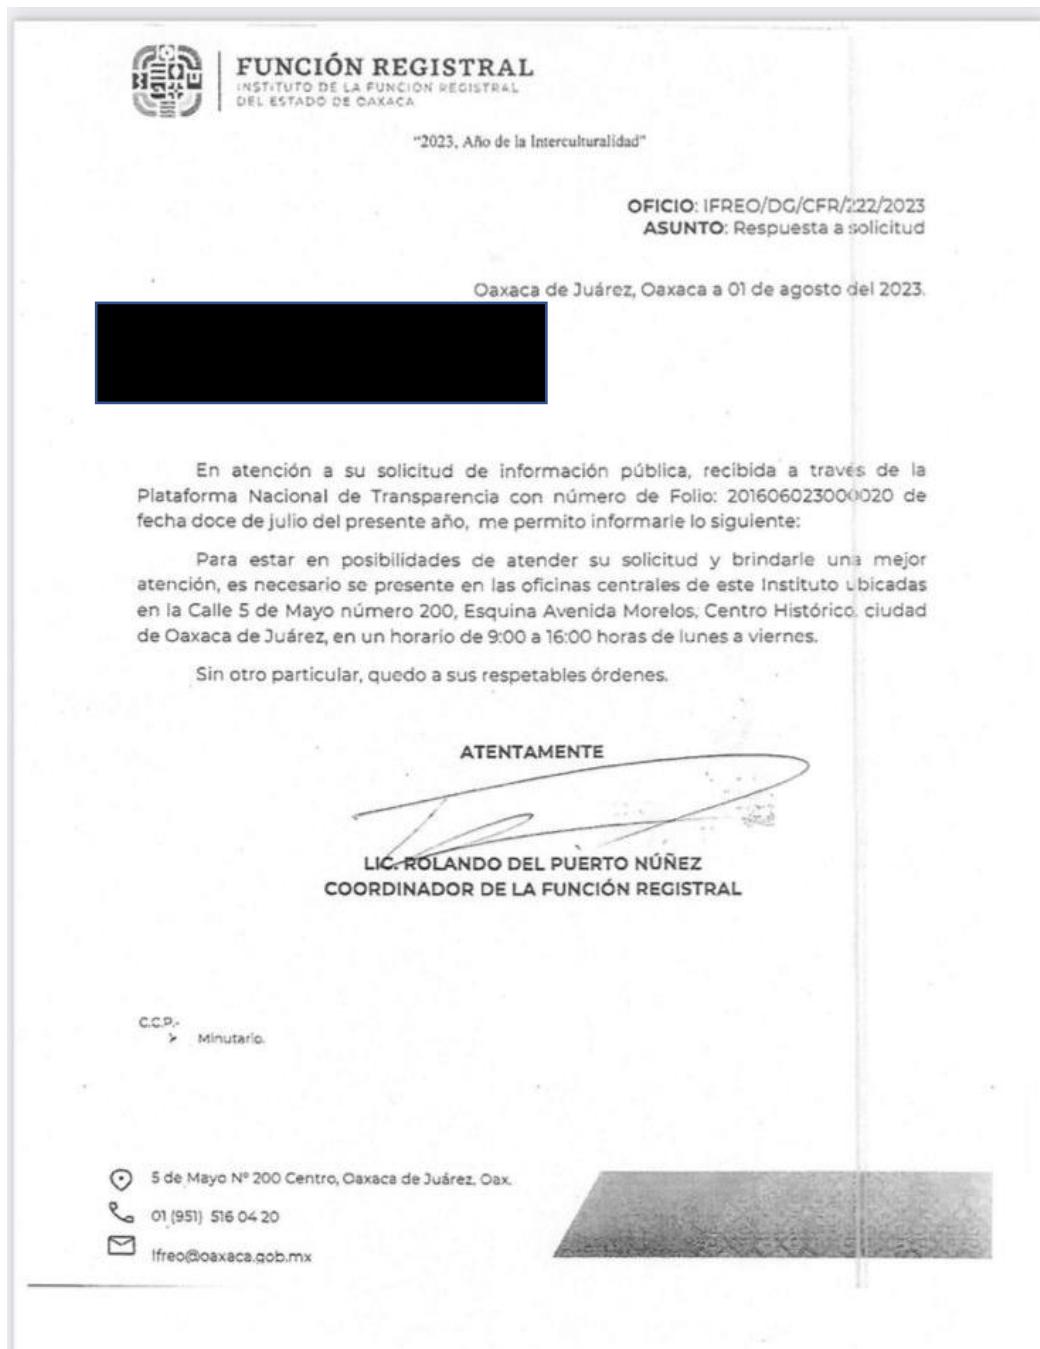 FUNCIÓN REGISTRAL
INSTITUTO DE LA FUNCIÓN REGISTRAL
DEL ESTADO DE OAXACA
"2023, Año de la Interculturalidad"
OFICIO: IFREO/DG/CFR/222/2023
ASUNTO: Respuesta a solicitud
Oaxaca de Juárez, Oaxaca a 01 de agosto del 2023.
En atención a su solicitud de información pública, recibida a través de la
Plataforma Nacional de Transparencia con número de Folio: 201606023000020 de
fecha doce de julio del presente año, me permito informarle lo siguiente:
Para estar en posibilidades de atender su solicitud y brindarle una mejor
atención, es necesario se presente en las oficinas centrales de este Instituto ubicadas
en la Calle 5 de Mayo número 200, Esquina Avenida Morelos, Centro Histórico, ciudad
de Oaxaca de Juárez, en un horario de 9:00 a 16:00 horas de lunes a viernes.
Sin otro particular, quedo a sus respetables órdenes.
ATENTAMENTE
LIC. ROLANDO DEL PUERTO NÚÑEZ
COORDINADOR DE LA FUNCIÓN REGISTRAL
C.C.P.-
Minutario.
5 de Mayo Nº 200 Centro, Oaxaca de Juárez, Oax.
01 (951) 516 04 20
Ifreo@oaxaca.gob.mx